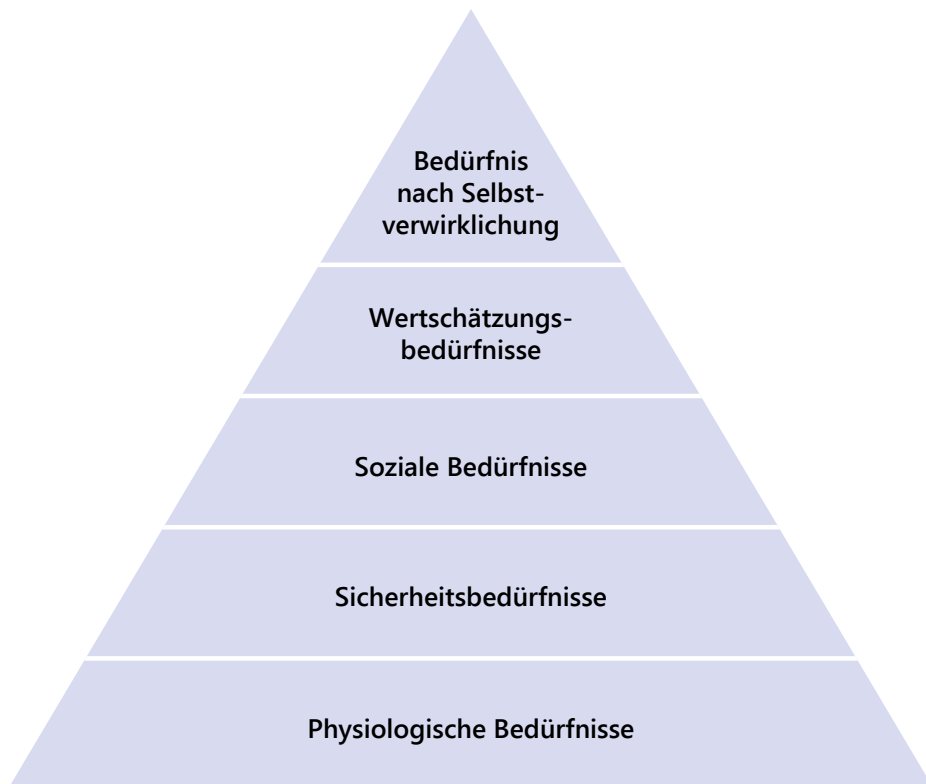 Bedürfnis
nach Selbst-
verwirklichung
Wertschätzungs-
bedürfnisse
Soziale Bedürfnisse
Sicherheitsbedürfnisse
Physiologische Bedürfnisse